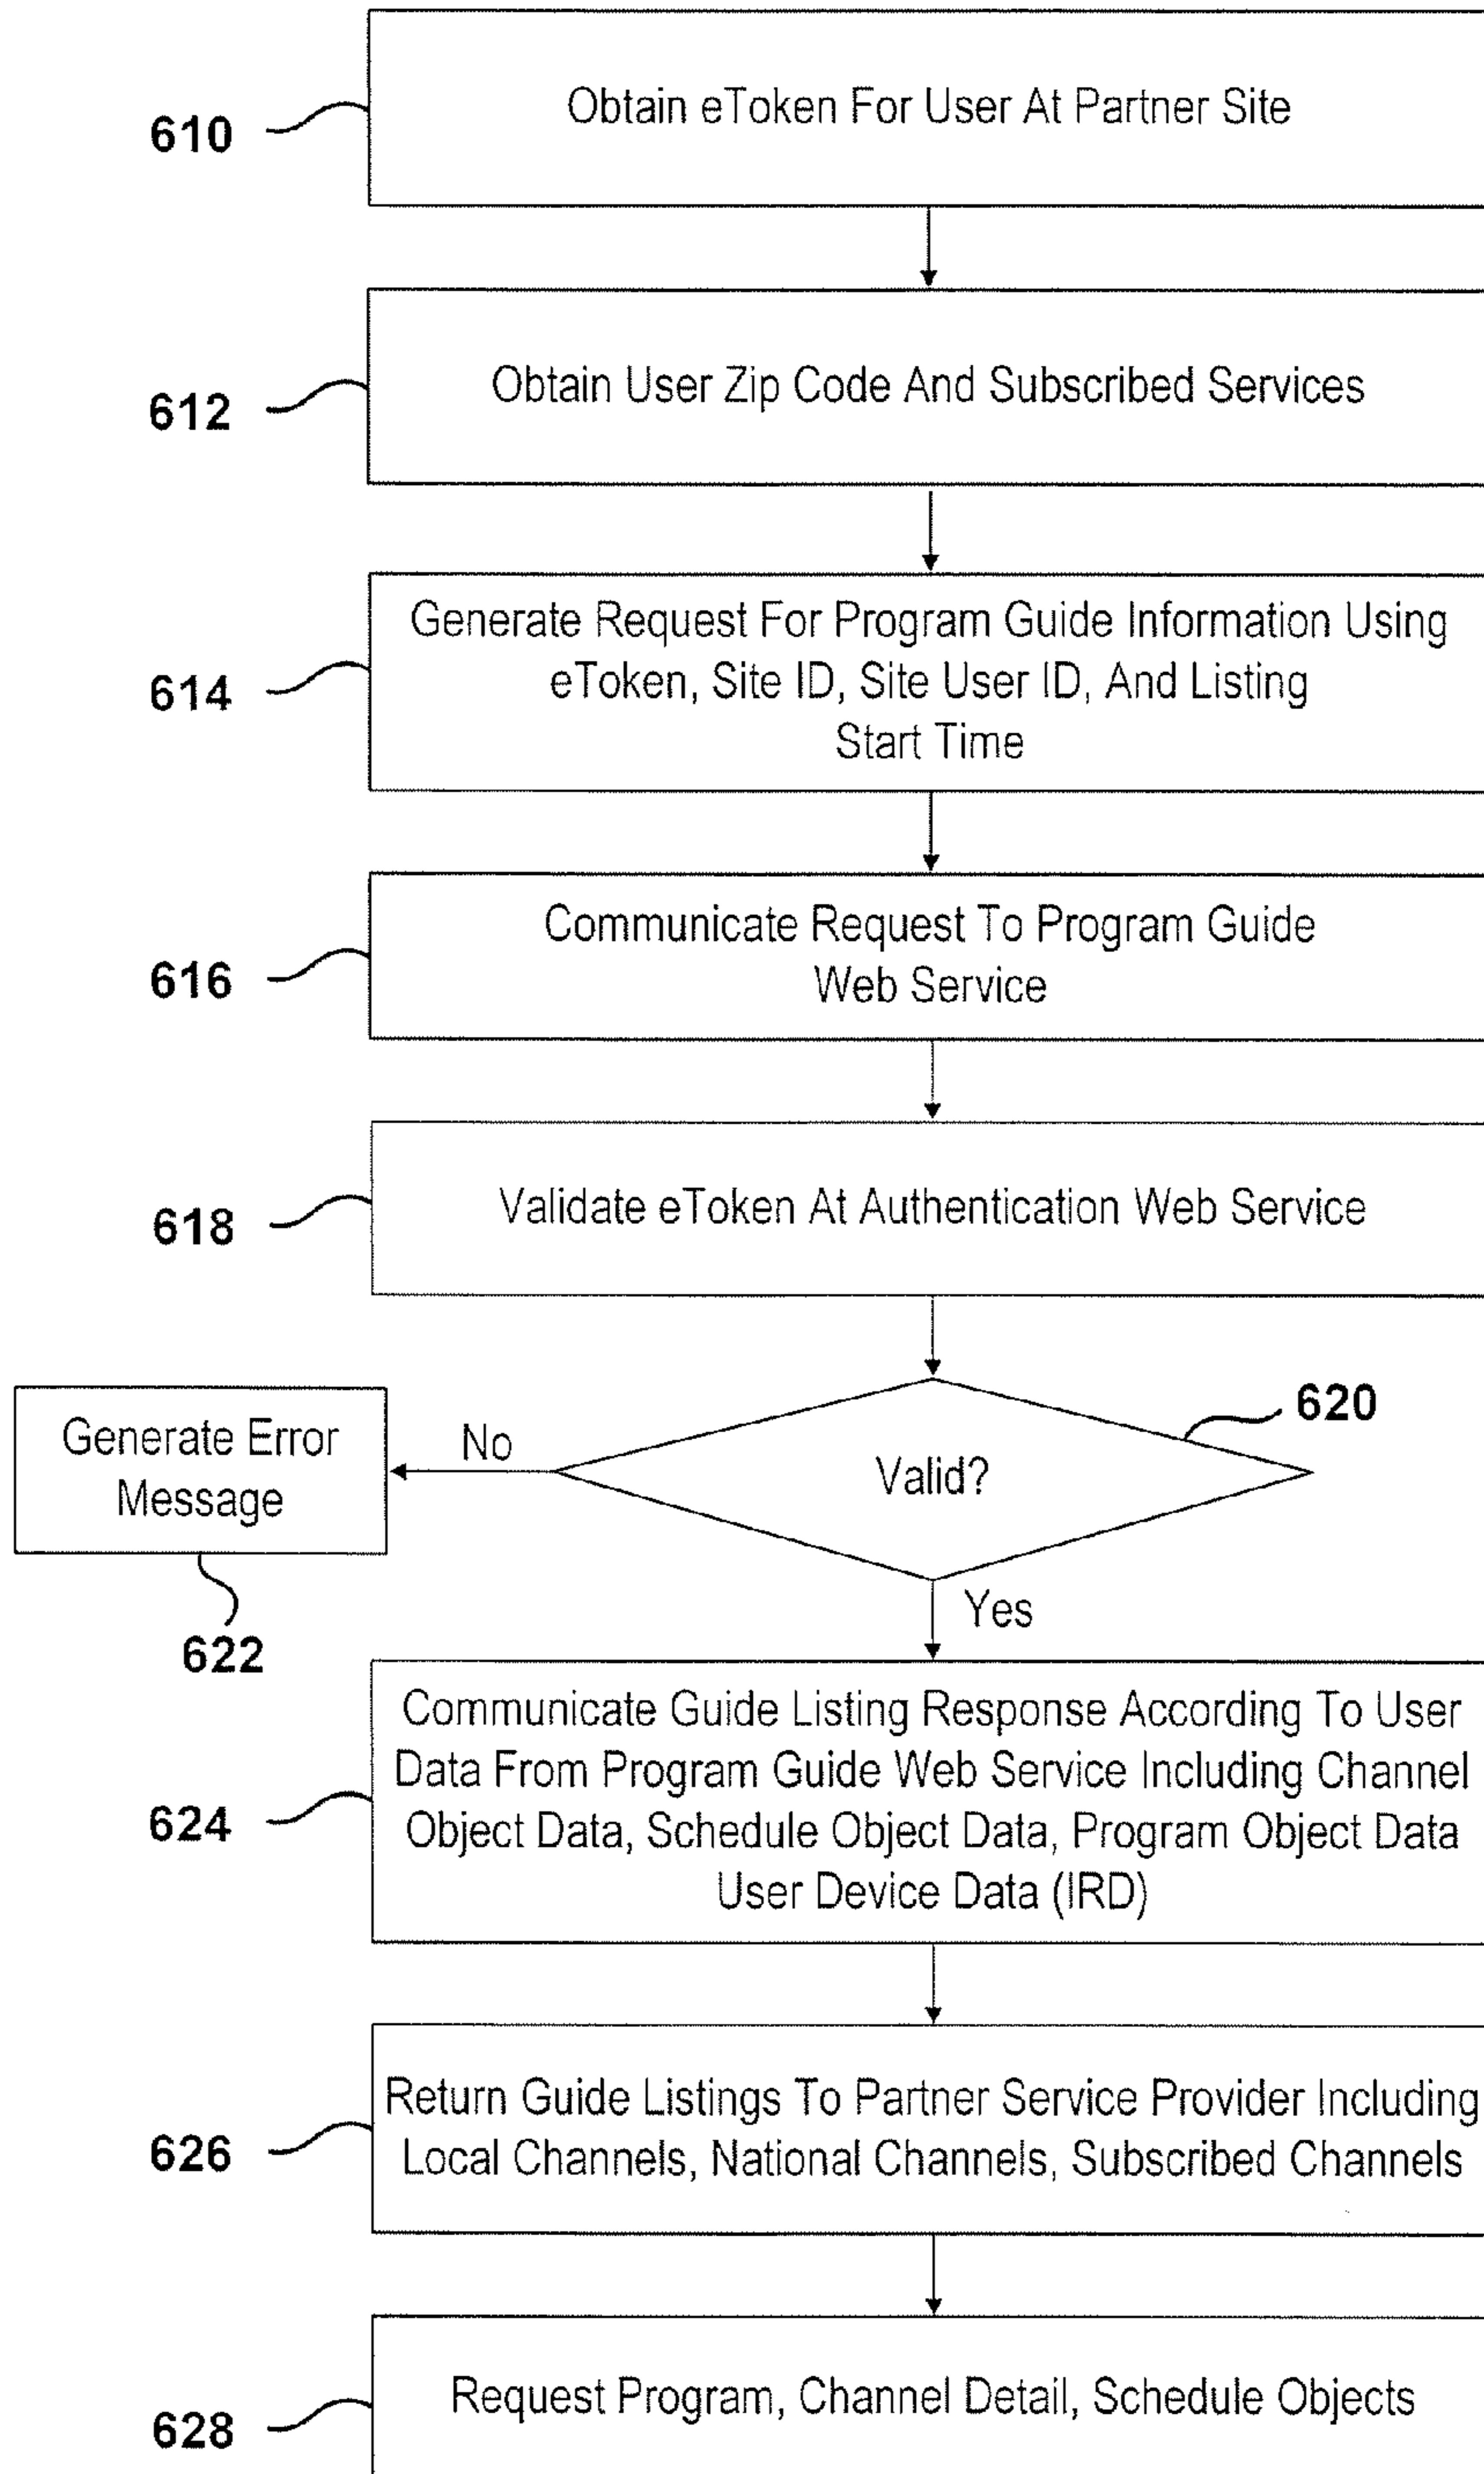 610
Obtain eToken For User At Partner Site
612
Obtain User Zip Code And Subscribed Services
614
Generate Request For Program Guide Information Using
eToken, Site ID, Site User ID, And Listing
Start Time
616
Communicate Request To Program Guide
Web Service
618
Validate eToken At Authentication Web Service
620
Valid?
No
Generate Error
Message
622
Yes
624
Communicate Guide Listing Response According To User
Data From Program Guide Web Service Including Channel
Object Data, Schedule Object Data, Program Object Data
User Device Data (IRD)
626
Return Guide Listings To Partner Service Provider Including
Local Channels, National Channels, Subscribed Channels
628
Request Program, Channel Detail, Schedule Objects